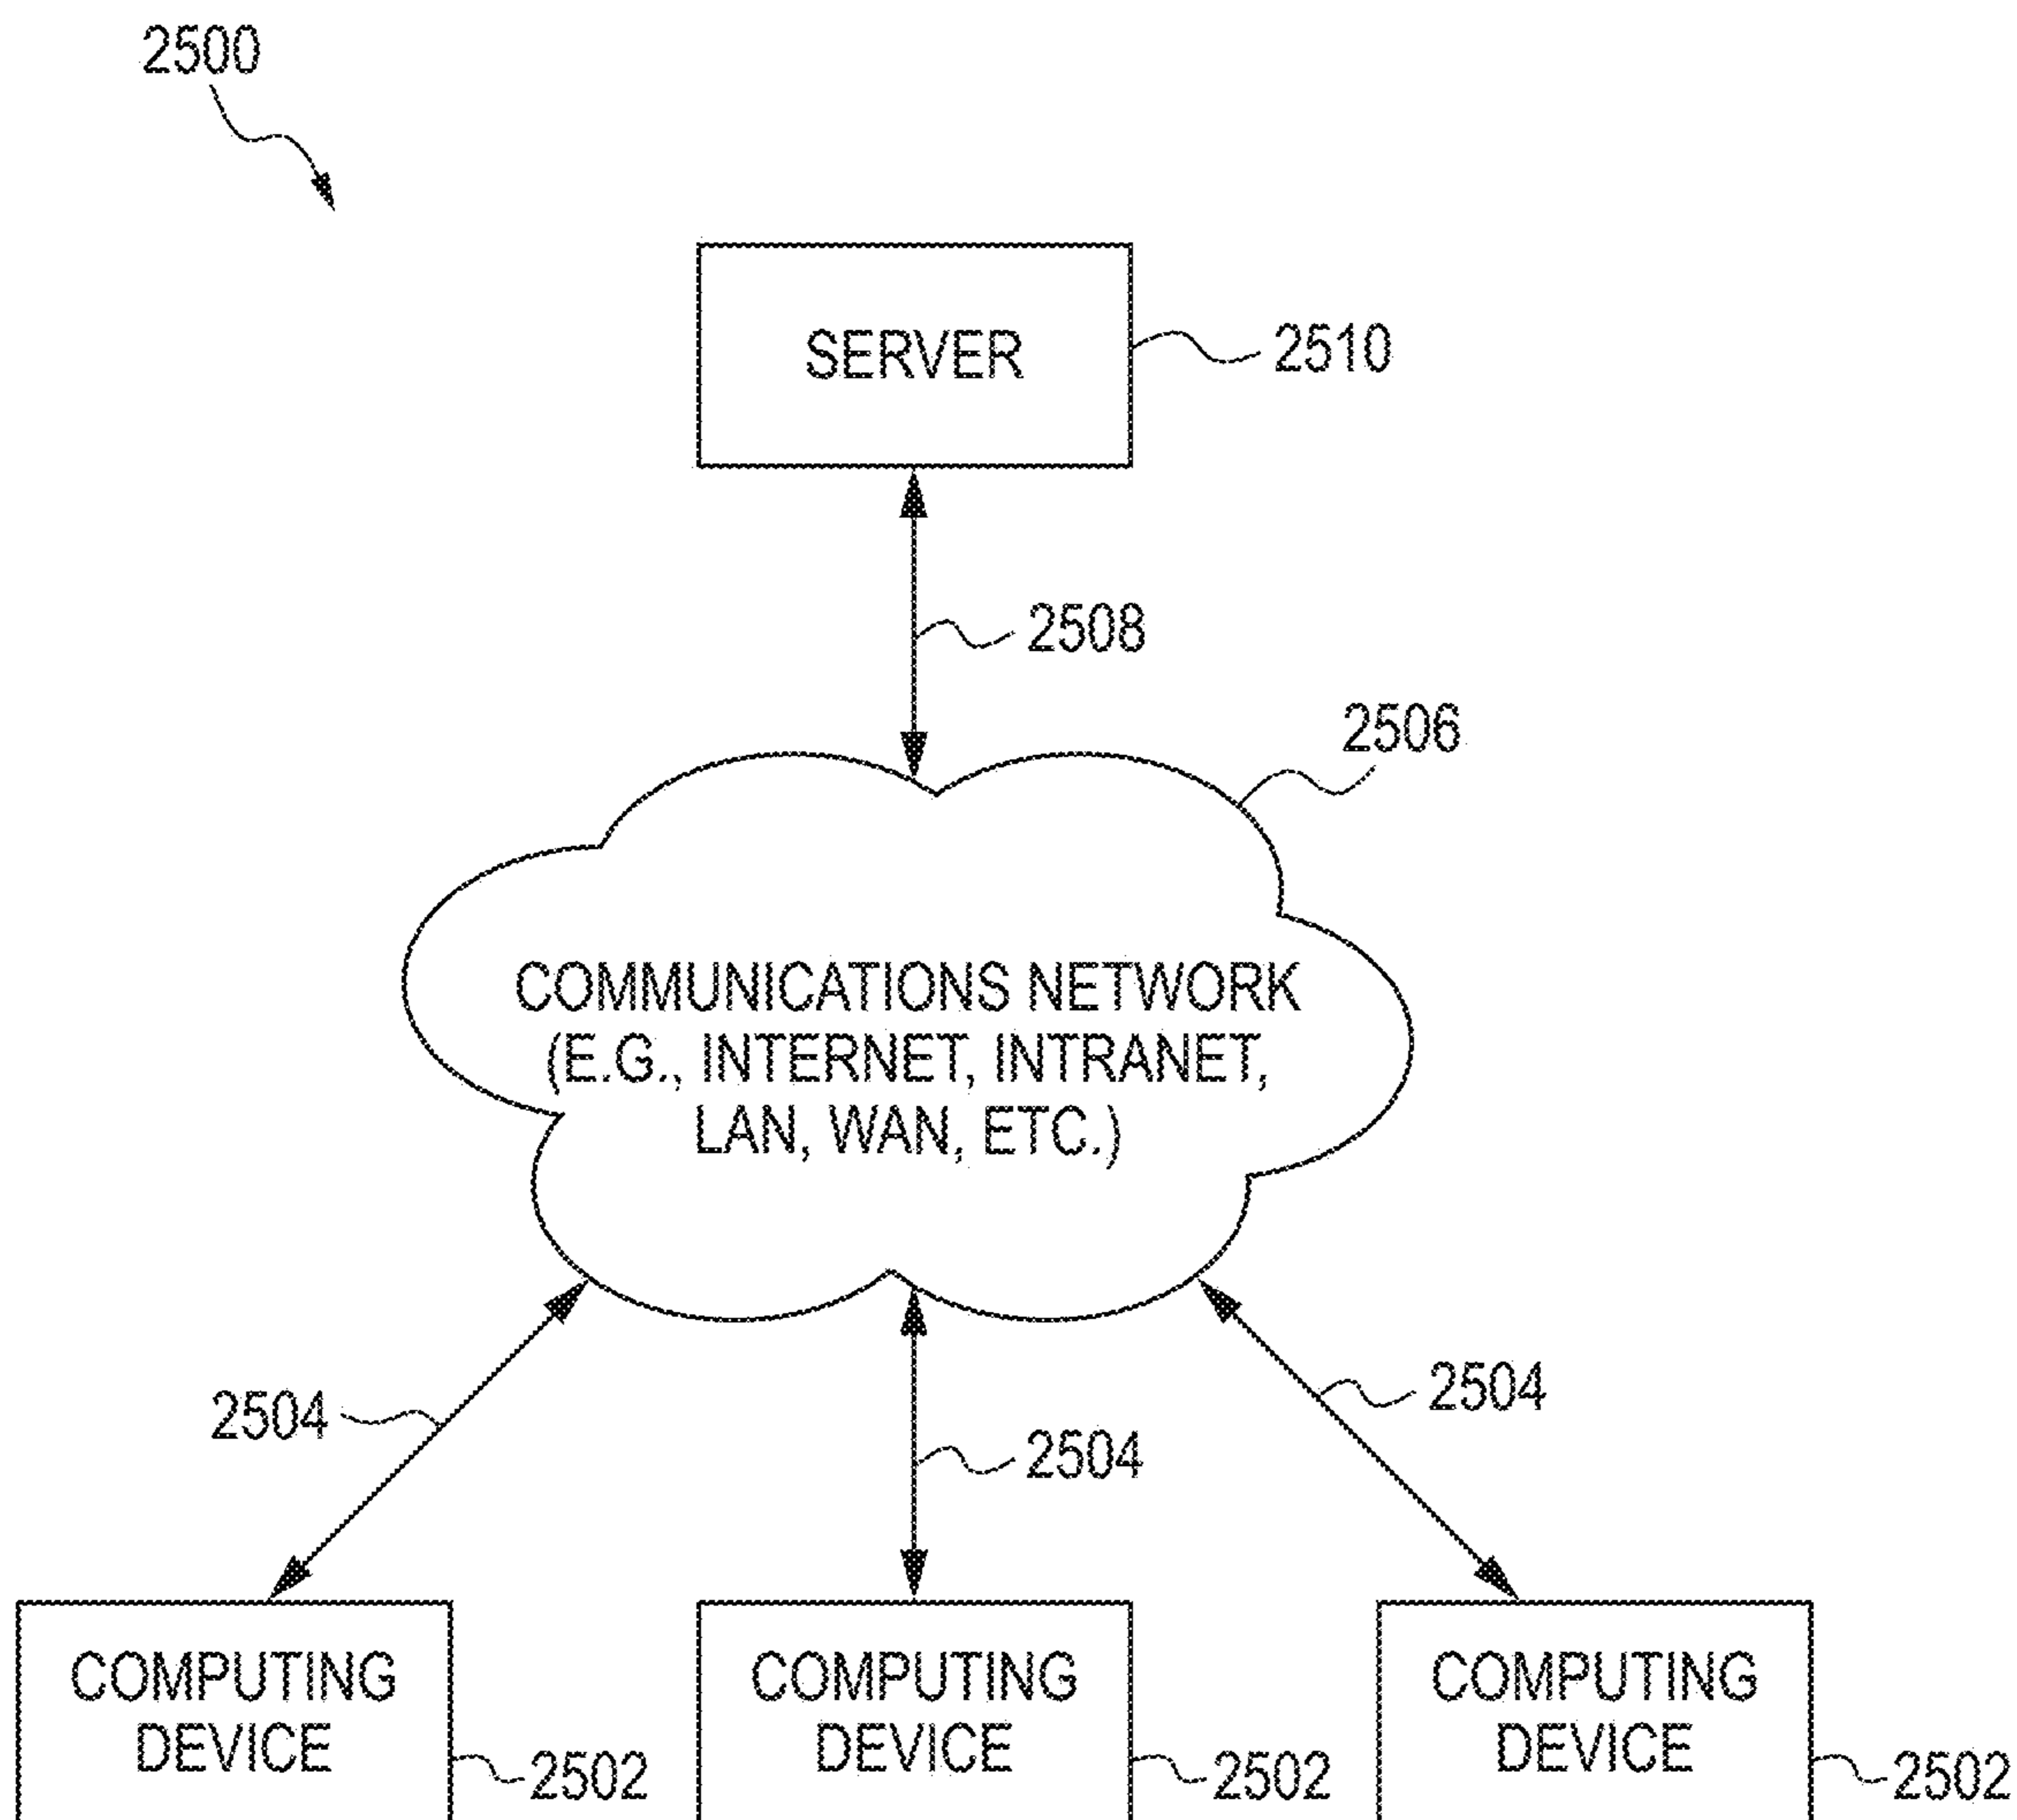 2500
SERVER
2510
2508
2506
COMMUNICATIONS NETWORK
(E.G., INTERNET, INTRANET,
LAN, WAN, ETC.)
2504
2504
2504
COMPUTING
DEVICE
2502
COMPUTING
DEVICE
2502
COMPUTING
DEVICE
2502